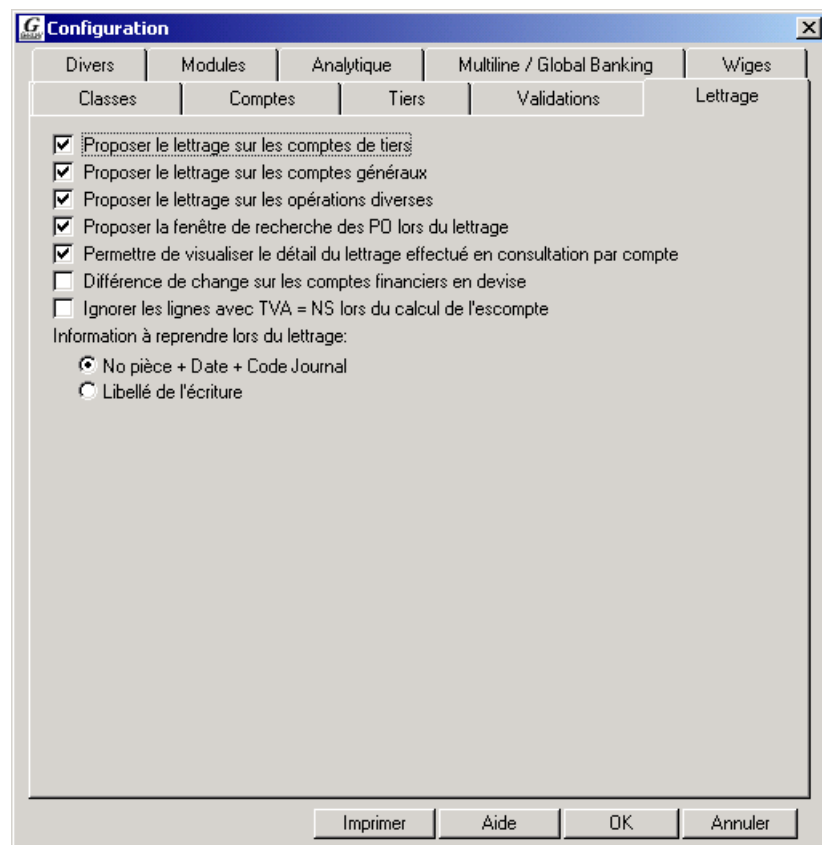 Configuration
Divers Modules Analytique Multiline / Global Banking Wiges
Classes Comptes Tiers Validations Lettrage
Proposer le lettrage sur les comptes de tiers
Proposer le lettrage sur les comptes généraux
Proposer le lettrage sur les opérations diverses
Proposer la fenêtre de recherche des PO lors du lettrage
Permettre de visualiser le détail du lettrage effectué en consultation par compte
Différence de change sur les comptes financiers en devise
Ignorer les lignes avec TVA = NS lors du calcul de l'escompte
Information à reprendre lors du lettrage:
No pièce + Date + Code Journal
Libellé de l'écriture
Imprimer Aide OK Annuler